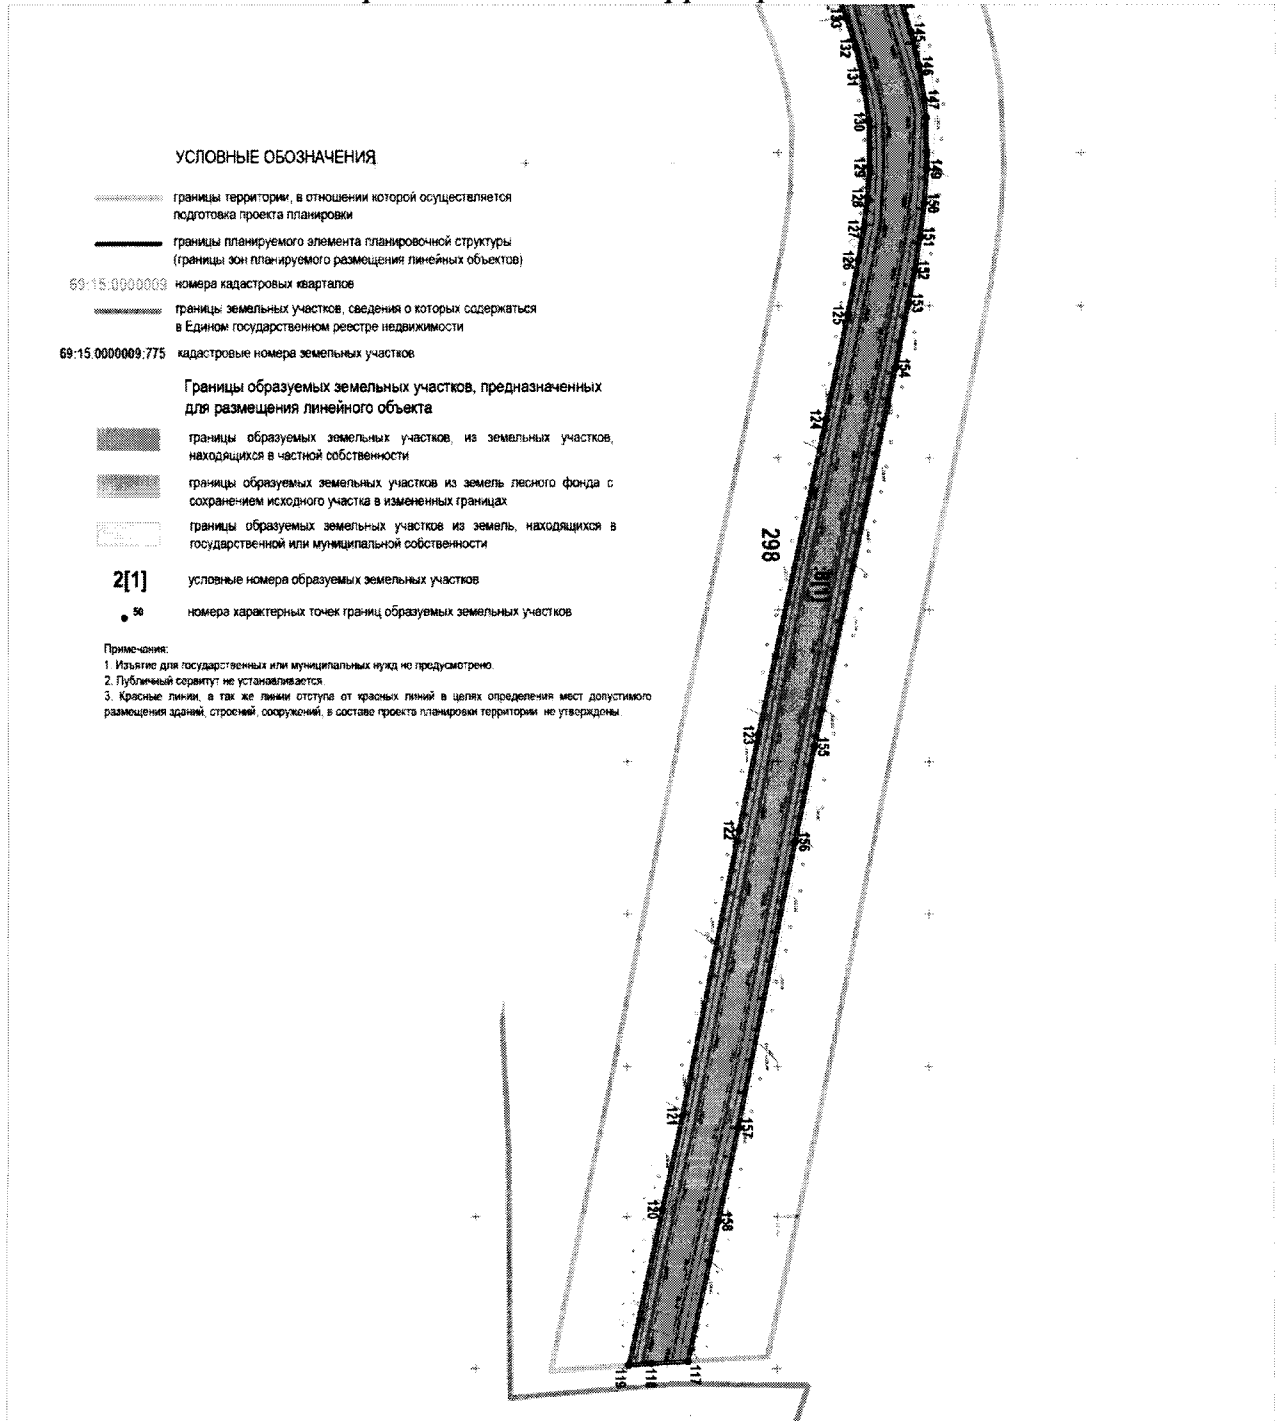 УСЛОВНЫЕ ОБОЗНАЧЕНИЯ
границы территории, в отношении которой осуществляется
подготовка проекта планировки
границы планируемого элемента планировочной структуры
(границы зон планируемого размещения линейных объектов)
69:15:0000009 номера кадастровых кварталов
границы земельных участков, сведения о которых содержаться
в Едином государственном реестре недвижимости
69:15:0000009:775 кадастровые номера земельных участков
Границы образуемых земельных участков, предназначенных
для размещения линейного объекта
границы образуемых земельных участков, из земельных участков,
находящихся в частной собственности
границы образуемых земельных участков из земель лесного фонда с
сохранением исходного участка в измененных границах
границы образуемых земельных участков из земель, находящихся в
государственной или муниципальной собственности
2[1] условные номера образуемых земельных участков
50 номера характерных точек границ образуемых земельных участков
Примечания:
1. Изъятие для государственных или муниципальных нужд не предусмотрено.
2. Публичный сервитут не устанавливается.
3. Красные линии, а так же линии отступа от красных линий в целях определения мест допустимого
размещения зданий, строений, сооружений, в составе проекта планировки территории не утверждены.
133
132
131
130
129
128
127
126
125
124
298
123
122
121
120
119
118
117
145
146
147
149
150
151
152
153
154
155
156
157
158